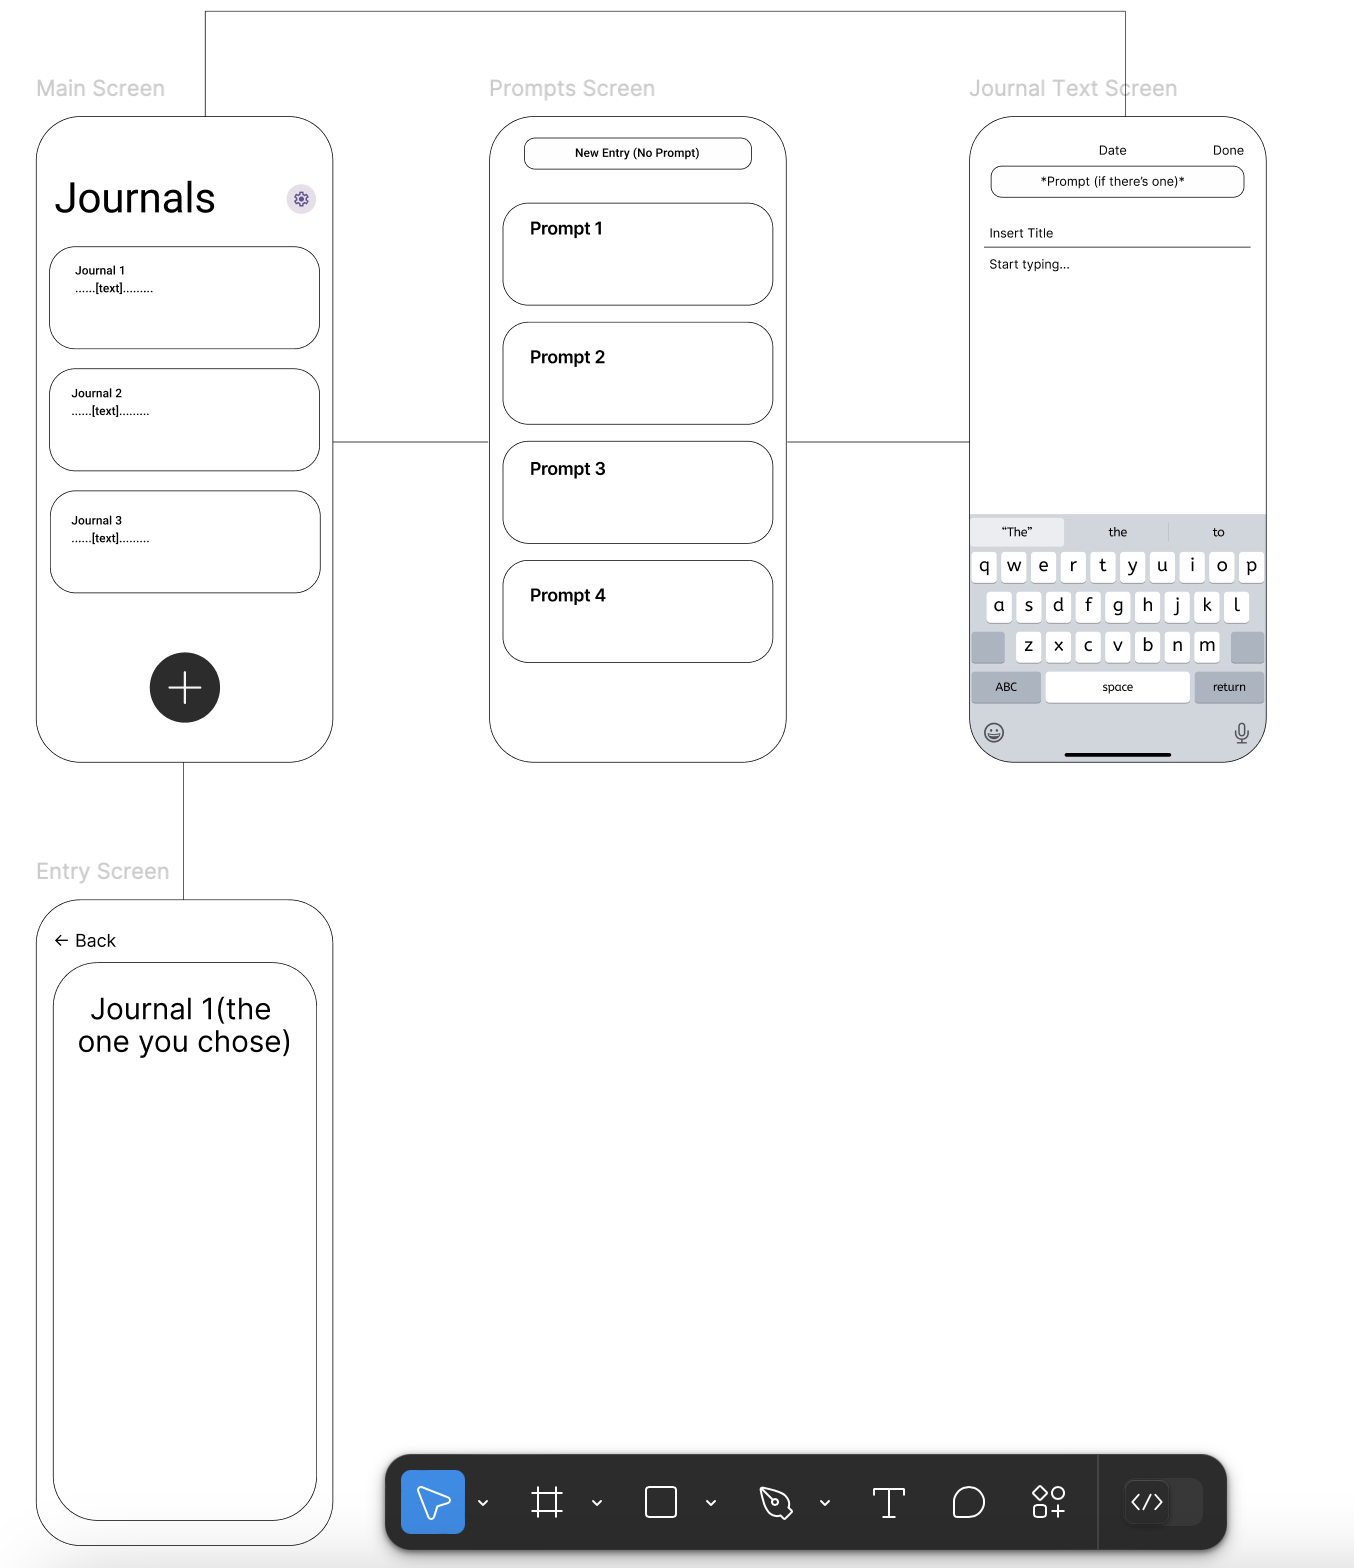 Main Screen
Journals
Journal 1
......[text].........
Journal 2
......[text].........
Journal 3
......[text].........
Prompts Screen
New Entry (No Prompt)
Prompt 1
Prompt 2
Prompt 3
Prompt 4
Journal Text Screen
Date Done
*Prompt (if there's one)*
Insert Title
Start typing...
“The” the to
q w e r t y u i o p
a s d f g h j k l
z x c v b n m
ABC space return
Entry Screen
← Back
Journal 1(the
one you chose)